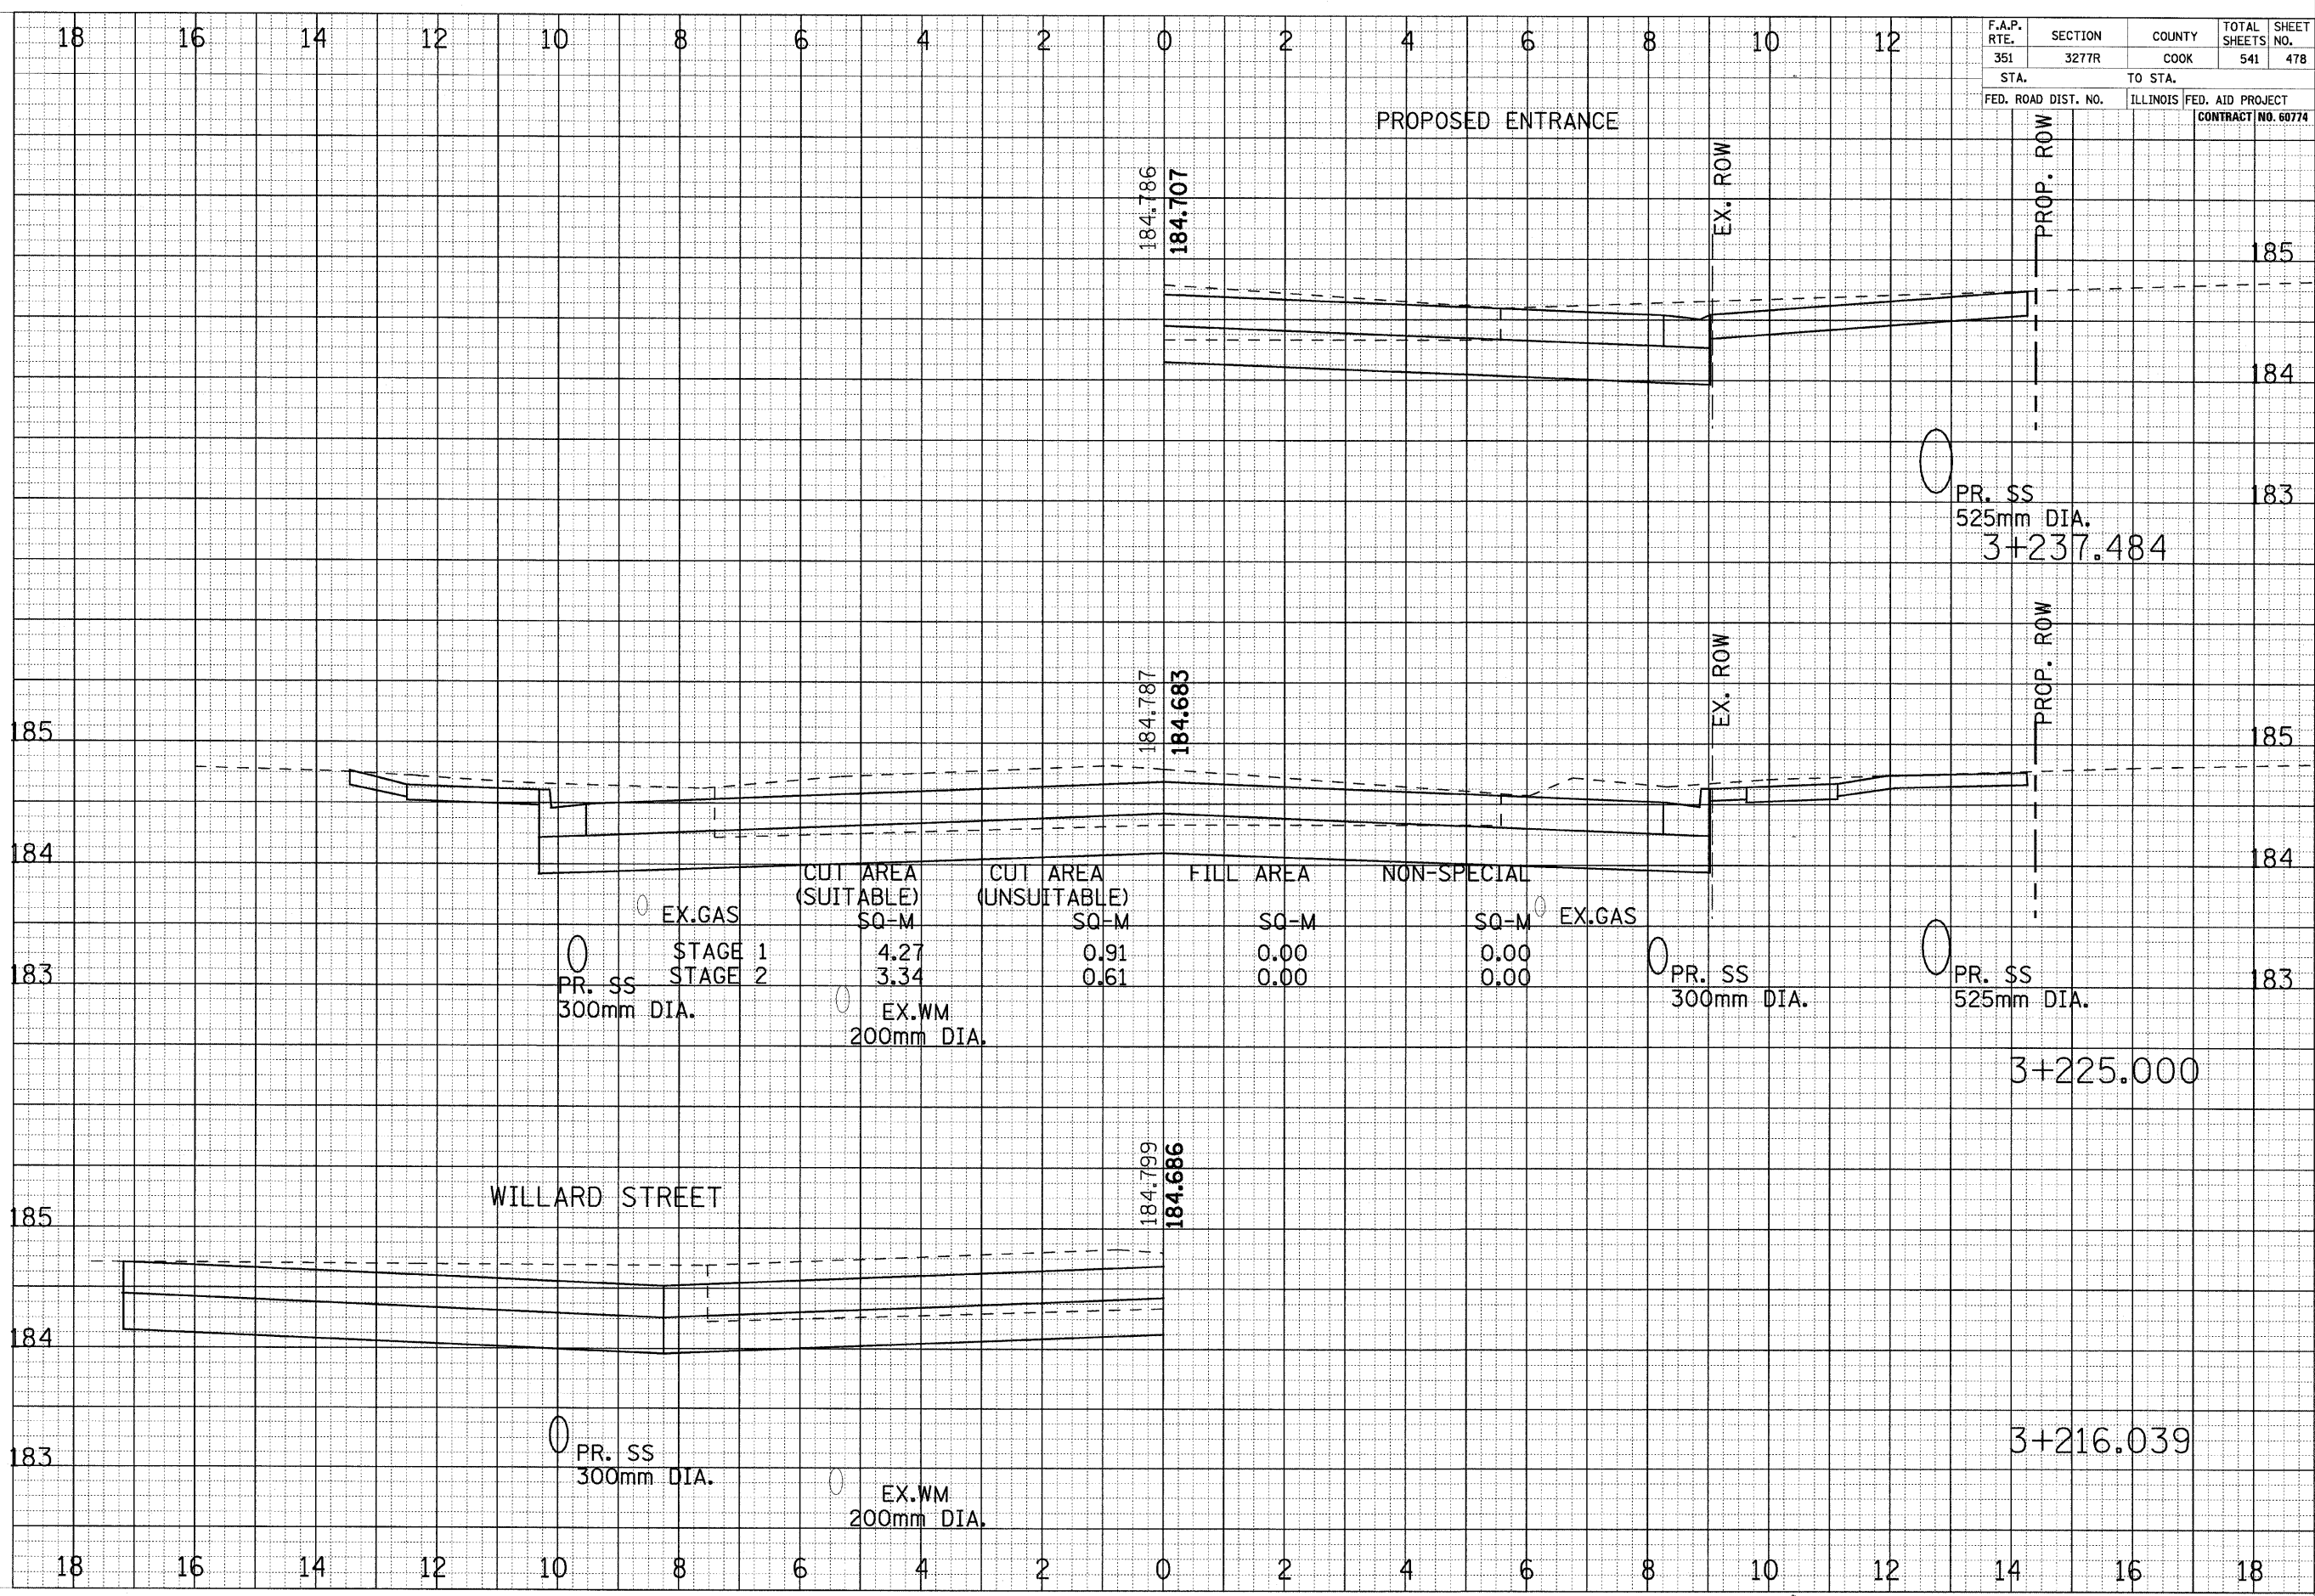 18 16 14 12 10 8 6 4 2 0 2 4 6 8 10 12
F.A.P. RTE. SECTION COUNTY TOTAL SHEETS SHEET NO.
351 3277R COOK 541 478
STA. TO STA.
FED. ROAD DIST. NO. ILLINOIS FED. AID PROJECT
CONTRACT NO. 60774
PROPOSED ENTRANCE
184.786
184.707
EX. ROW
PROP. ROW
185
184
183
PR. SS
525mm DIA.
3+237.484
184.787
184.683
EX. ROW
PROP. ROW
185 185
184 184
CUT AREA CUT AREA FILL AREA NON-SPECIAL
(SUITABLE) (UNSUITABLE)
EX.GAS SQ-M SQ-M SQ-M SQ-M EX.GAS
STAGE 1 4.27 0.91 0.00 0.00
STAGE 2 3.34 0.61 0.00 0.00
183 183
PR. SS
300mm DIA.
EX.WM
200mm DIA.
PR. SS
300mm DIA.
PR. SS
525mm DIA.
3+225.000
184.799
184.686
WILLARD STREET
185
184
183
PR. SS
300mm DIA.
EX.WM
200mm DIA.
3+216.039
18 16 14 12 10 8 6 4 2 0 2 4 6 8 10 12 14 16 18